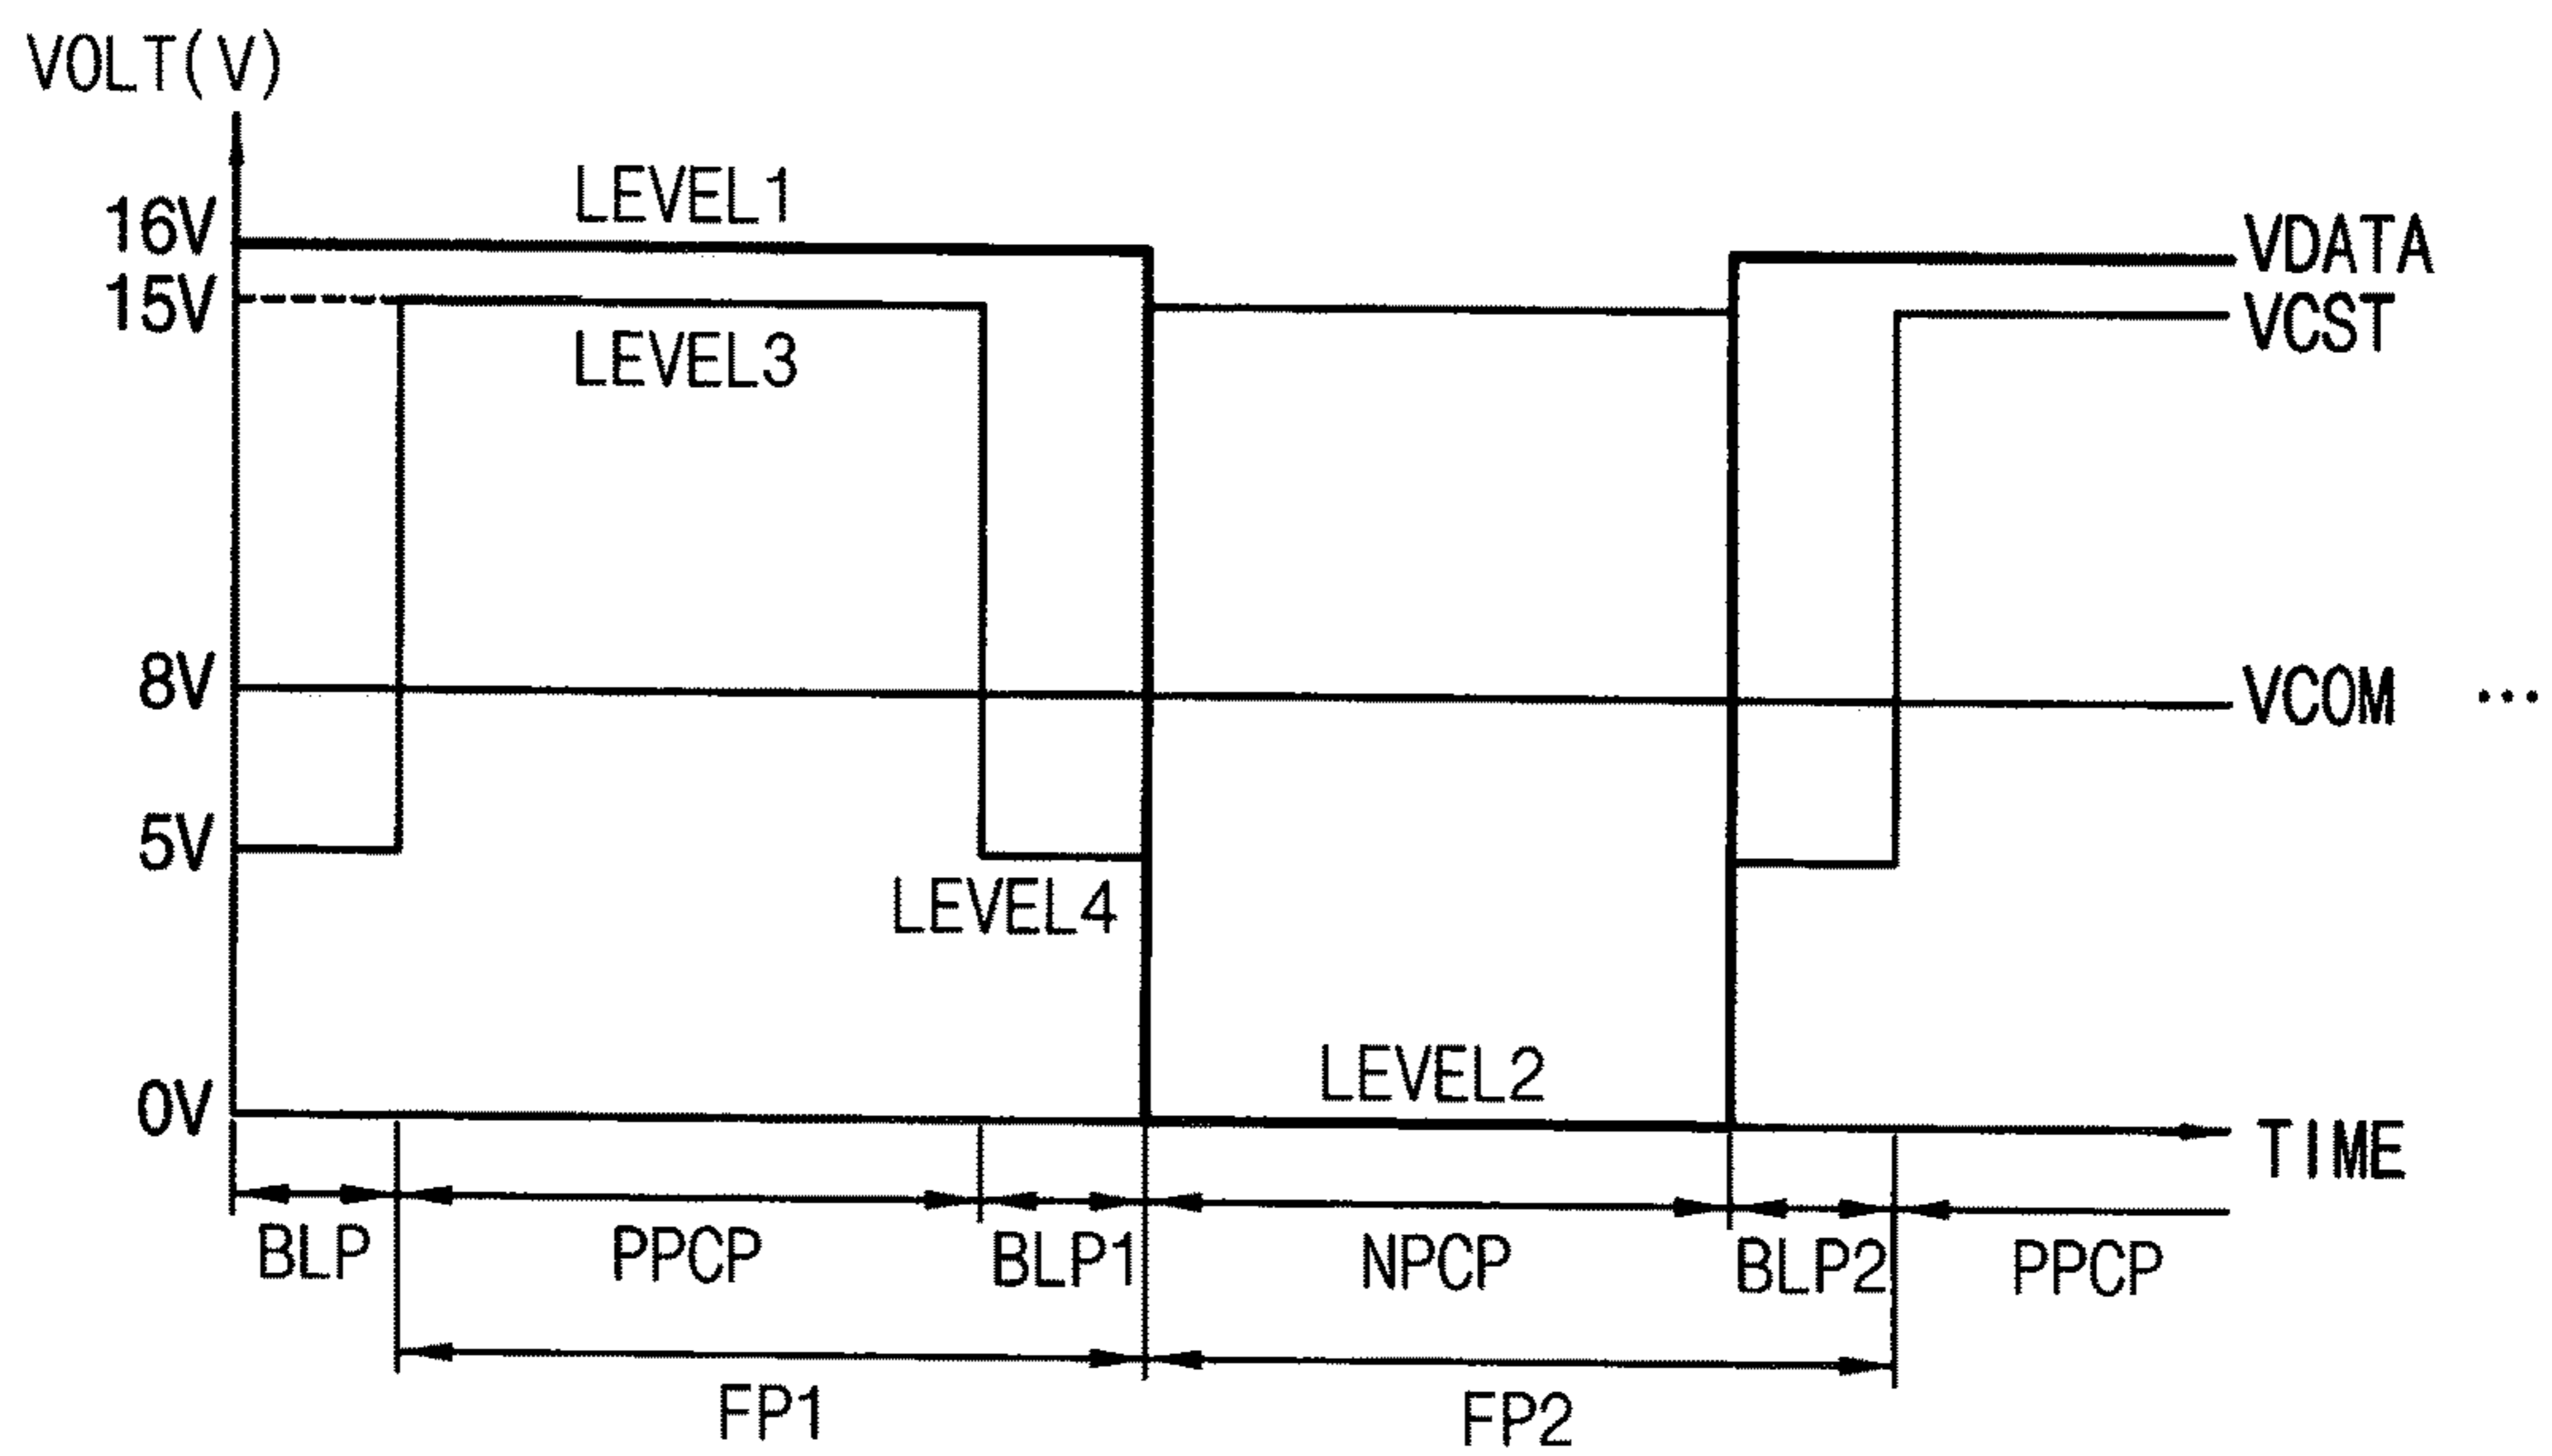 VOLT(V)
LEVEL1
16V
VDATA
15V
VCST
LEVEL3
8V
VCOM ...
5V
LEVEL4
LEVEL2
0V
TIME
BLP PPCP BLP1 NPCP BLP2 PPCP
FP1 FP2